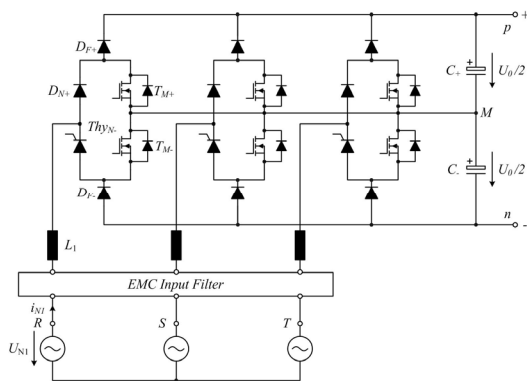 +
p
D_F+
D_N+
T_M+
C_+
+
U_0/2
Thy_N-
M
T_M-
C_-
+
U_0/2
D_F-
n
-
L_1
EMC Input Filter
i_N1
R
S
T
U_N1